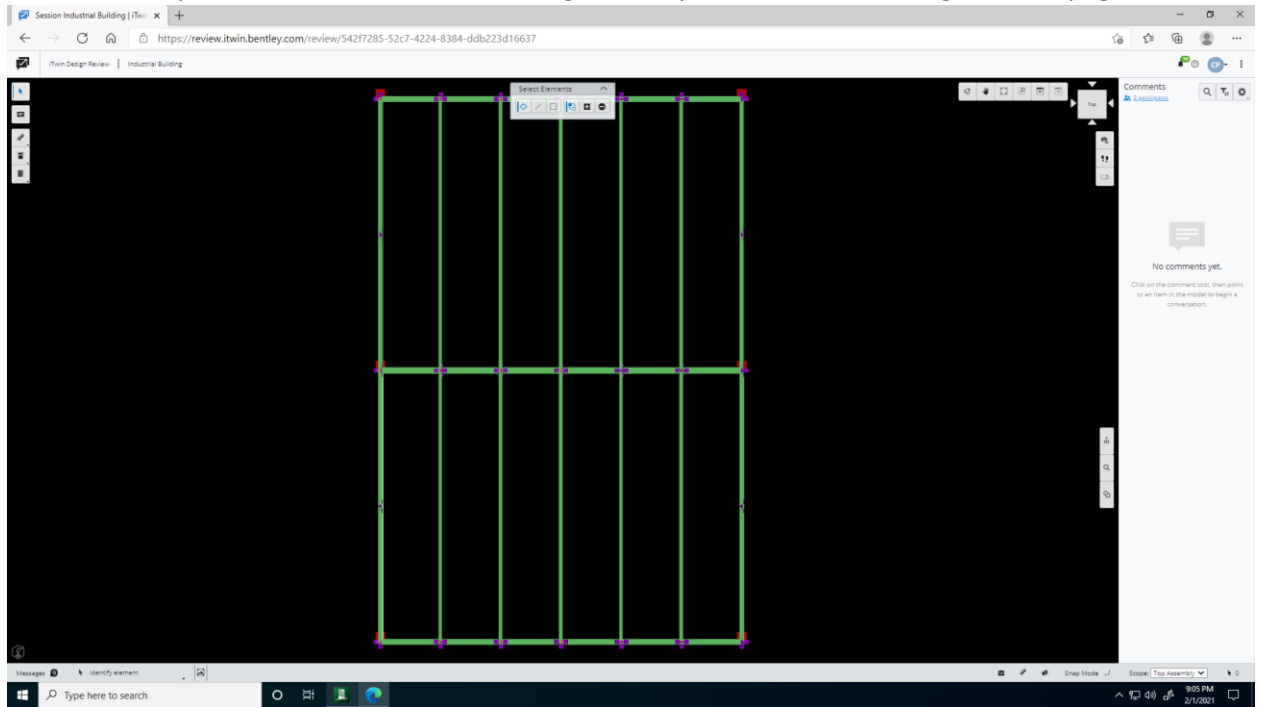 Session Industrial Building | iTwin
https://review.itwin.bentley.com/review/542f7285-52c7-4224-8384-ddb223d16637
iTwin Design Review | Industrial Building
CP
Select Elements
Top
Comments
2 participants
No comments yet.
Click on the comment tool, then point
to an item in the model to begin a
conversation.
Messages
Identify element
Snap Mode
Scope: Top Assembly
0
Type here to search
9:05 PM
2/1/2021